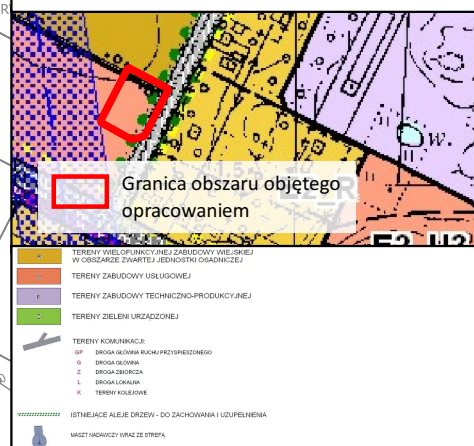 w.
Granica obszaru objętego
opracowaniem
TERENY WIELOFUNKCYJNEJ ZABUDOWY WIEJSKIEJ
W OBSZARZE ZWARTEJ JEDNOSTKI OSADNICZEJ
TERENY ZABUDOWY USŁUGOWEJ
P TERENY ZABUDOWY TECHNICZNO-PRODUKCYJNEJ
TERENY ZIELENI URZĄDZONEJ
TERENY KOMUNIKACJI:
GP DROGA GŁÓWNA RUCHU PRZYSPIESZONEGO
G DROGA GŁÓWNA
Z DROGA ZBIORCZA
L DROGA LOKALNA
K TERENY KOLEJOWE
ISTNIEJĄCE ALEJE DRZEW - DO ZACHOWANIA I UZUPEŁNIENIA
MASZT NADAWCZY WRAZ ZE STREFĄ